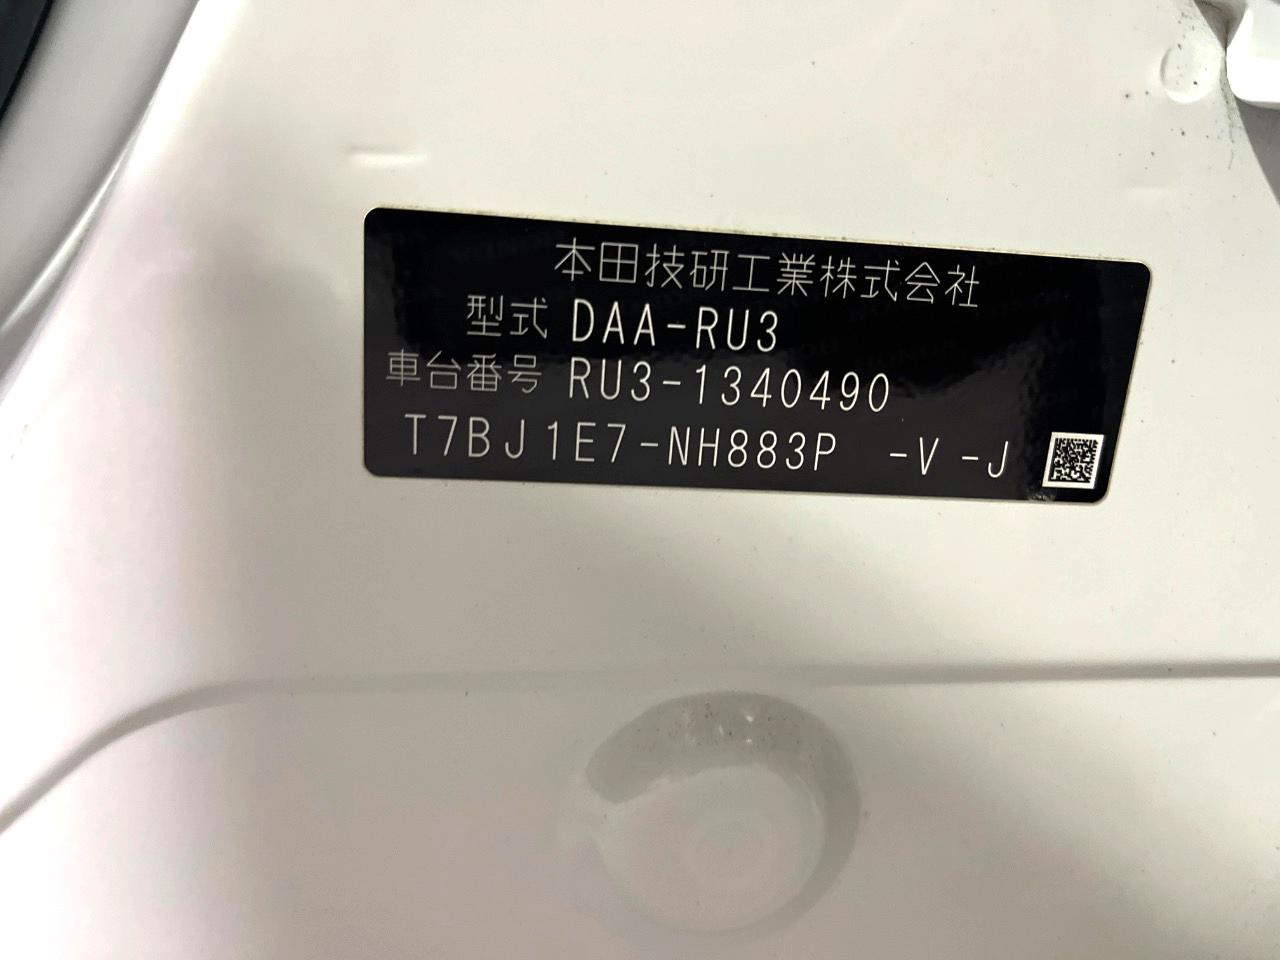 本田技研工業株式会社
型式 DAA-RU3
車台番号 RU3-1340490
T7BJ1E7-NH883P -V -J